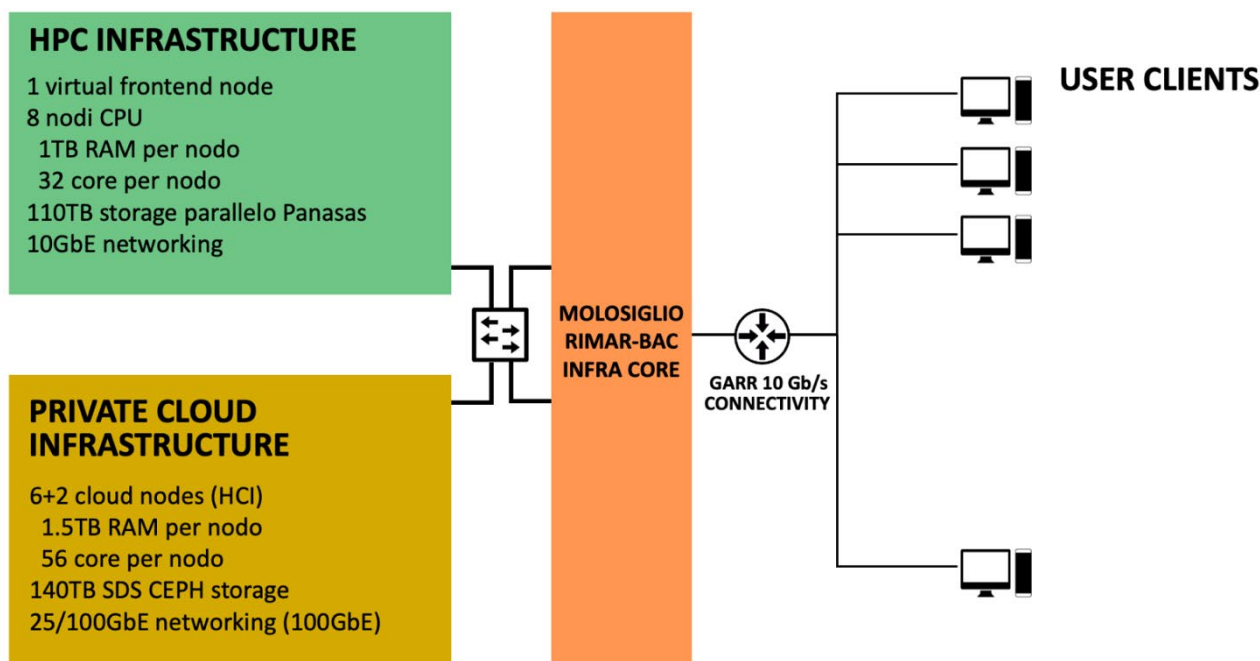 HPC INFRASTRUCTURE
1 virtual frontend node
8 nodi CPU
1TB RAM per nodo
32 core per nodo
110TB storage parallelo Panasas
10GbE networking
PRIVATE CLOUD
INFRASTRUCTURE
6+2 cloud nodes (HCI)
1.5TB RAM per nodo
56 core per nodo
140TB SDS CEPH storage
25/100GbE networking (100GbE)
MOLOSIGLIO
RIMAR-BAC
INFRA CORE
GARR 10 Gb/s
CONNECTIVITY
USER CLIENTS